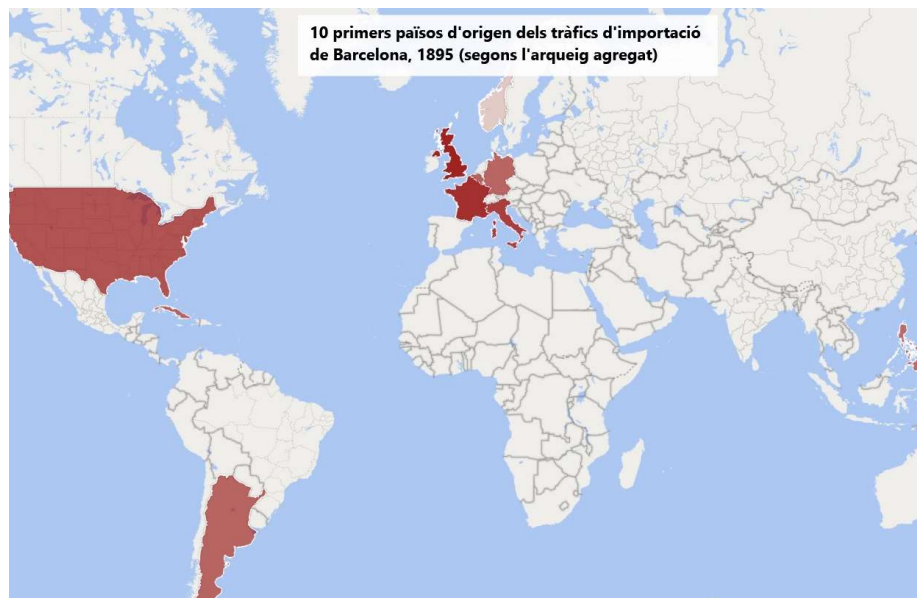 10 primers països d'origen dels tràfics d'importació
de Barcelona, 1895 (segons l'arqueig agregat)